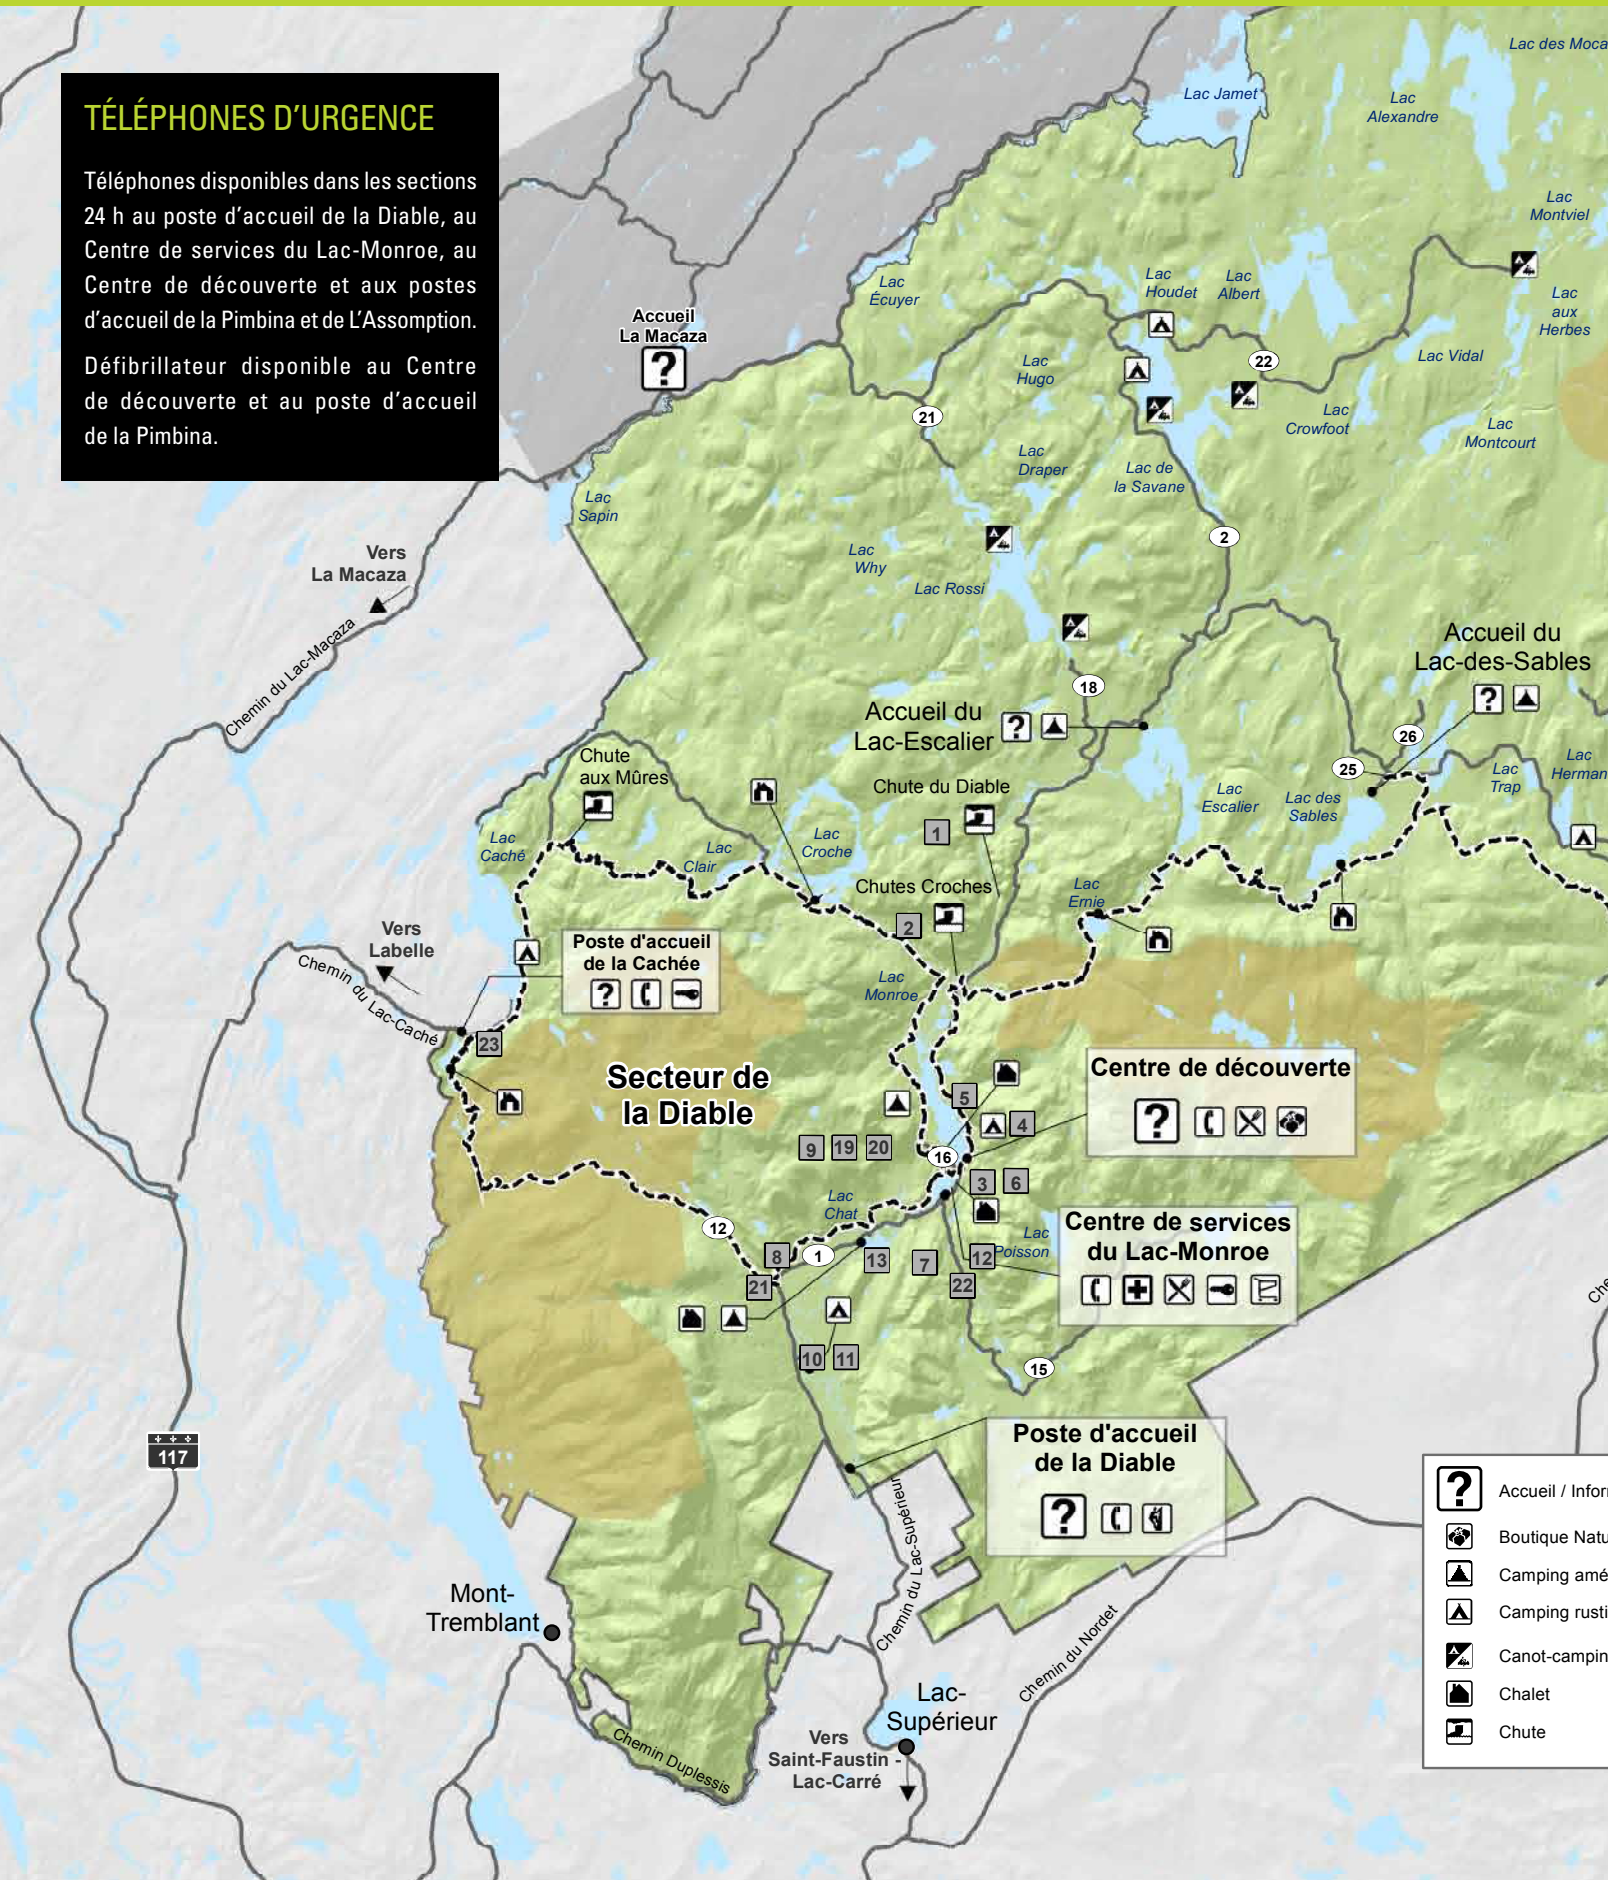 TÉLÉPHONES D'URGENCE
Téléphones disponibles dans les sections
24 h au poste d'accueil de la Diable, au
Centre de services du Lac-Monroe, au
Centre de découverte et aux postes
d'accueil de la Pimbina et de L'Assomption.
Défibrillateur disponible au Centre
de découverte et au poste d'accueil
de la Pimbina.
Lac des Moca
Lac Jamet
Lac
Alexandre
Lac
Montviel
Lac
Écuyer
Lac
Houdet
Lac
Albert
Lac
aux
Herbes
Accueil
La Macaza
?
Lac
Hugo
22
Lac Vidal
21
Lac
Crowfoot
Lac
Montcourt
Lac
Draper
Lac de
la Savane
Lac
Sapin
2
Vers
La Macaza
Lac
Why
Lac Rossi
Chemin du Lac-Macaza
Accueil du
Lac-des-Sables
?
18
Accueil du
Lac-Escalier
?
26
25
Chute
aux Mûres
Chute du Diable
1
Lac
Escalier
Lac des
Sables
Lac
Trap
Lac
Herman
Lac
Caché
Lac
Clair
Lac
Croche
Chutes Croches
2
Lac
Ernie
Vers
Labelle
Chemin du Lac-Caché
Poste d'accueil
de la Cachée
?
Lac
Monroe
23
Secteur de
la Diable
Centre de découverte
?
5
4
9 19 20
16
3 6
Lac
Chat
12
Centre de services
du Lac-Monroe
Lac
Poisson
8
1
13
7
12
21
22
10 11
15
117
Poste d'accueil
de la Diable
?
Chemin du Lac-Supérieur
Mont-
Tremblant
Chemin du Nordet
Lac-
Supérieur
Vers
Saint-Faustin -
Lac-Carré
Chemin Duplessis
Che
?
Accueil / Infor
Boutique Natu
Camping amé
Camping rusti
Canot-campin
Chalet
Chute